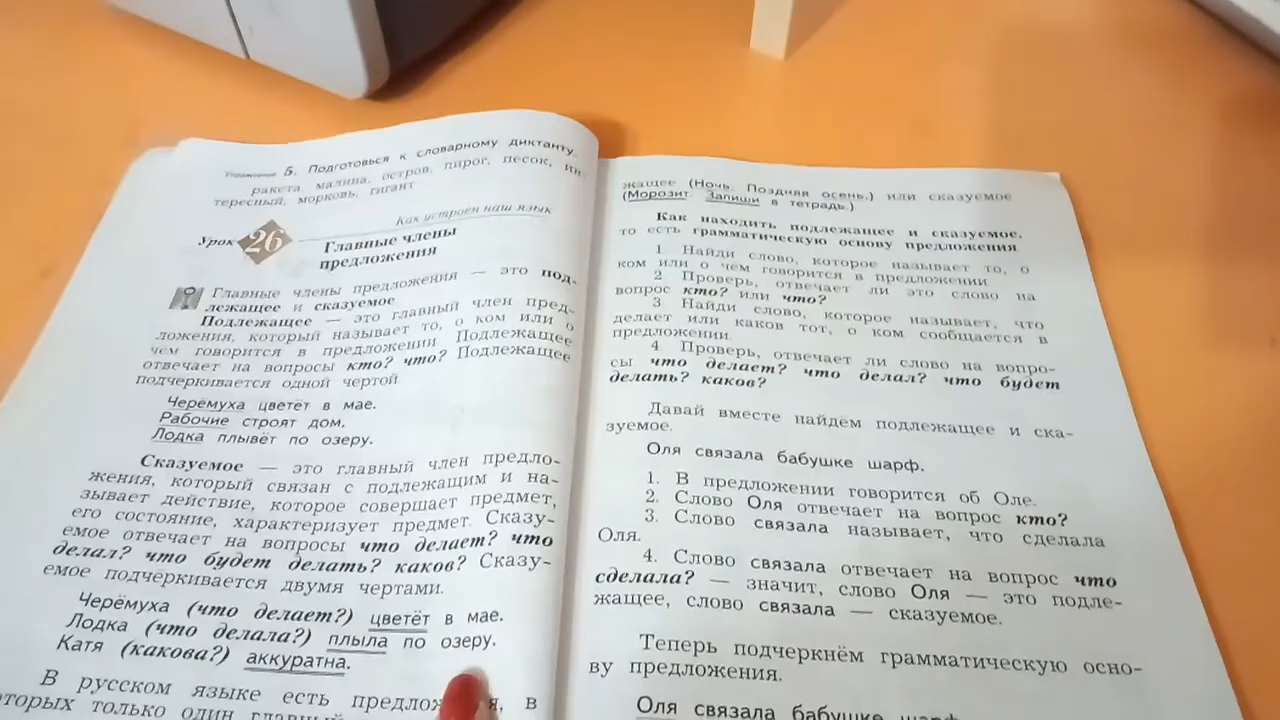 Упражнение 5. Подготовься к словарному диктанту.
ракета, малина, остров, пирог, песок, ин-
тересный, морковь, гигант
Как устроен наш язык
Урок 26
Главные члены
предложения
Главные члены предложения — это под-
лежащее и сказуемое
Подлежащее — это главный член пред-
ложения, который называет то, о ком или о
чем говорится в предложении Подлежащее
отвечает на вопросы кто? что? Подлежащее
подчеркивается одной чертой
Черёмуха цветёт в мае.
Рабочие строят дом.
Лодка плывёт по озеру.
Сказуемое — это главный член предло-
жения, который связан с подлежащим и на-
зывает действие, которое совершает предмет,
его состояние, характеризует предмет. Сказу-
емое отвечает на вопросы что делает? что
делал? что будет делать? каков? Сказу-
емое подчеркивается двумя чертами.
Черёмуха (что делает?) цветёт в мае.
Лодка (что делала?) плыла по озеру.
Катя (какова?) аккуратна.
В русском языке есть в
которых только один
жащее (Ночь. Поздняя осень.) или сказуемое
(Морозит. Запиши в тетрадь.)
Как находить подлежащее и сказуемое,
то есть грамматическую основу предложения
1. Найди слово, которое называет то, о
ком или о чем говорится в предложении
2. Проверь, отвечает ли это слово на
вопрос кто? или что?
3. Найди слово, которое называет, что
делает или каков тот, о ком сообщается в
предложении.
4. Проверь, отвечает ли слово на вопро-
сы что делает? что делал? что будет
делать? каков?
Давай вместе найдём подлежащее и ска-
зуемое.
Оля связала бабушке шарф.
1. В предложении говорится об Оле.
2. Слово Оля отвечает на вопрос кто?
3. Слово связала называет, что сделала
Оля.
4. Слово связала отвечает на вопрос что
сделала? — значит, слово Оля — это подле-
жащее, слово связала — сказуемое.
Теперь подчеркнём грамматическую осно-
ву предложения.
Оля связала бабушке шарф.